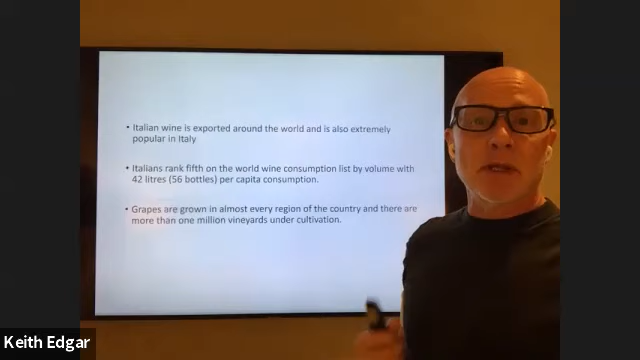 • Italian wine is exported around the world and is also extremely
popular in Italy
• Italians rank fifth on the world wine consumption list by volume with
42 litres (56 bottles) per capita consumption.
• Grapes are grown in almost every region of the country and there are
more than one million vineyards under cultivation.
Keith Edgar